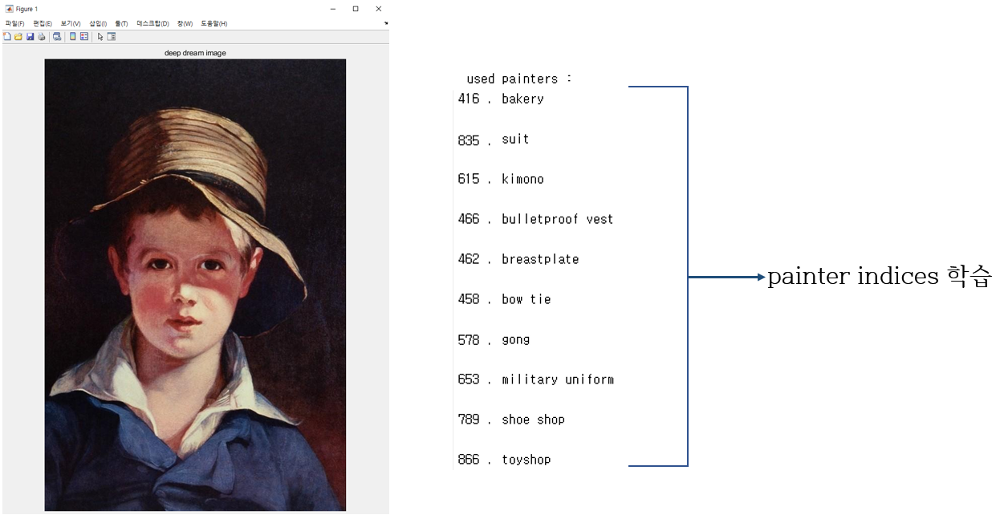 Figure 1
파일(F) 편집(E) 보기(V) 삽입(I) 툴(T) 데스크탑(D) 창(W) 도움말(H)
deep dream image
used painters :
416 . bakery
835 . suit
615 . kimono
466 . bulletproof vest
462 . breastplate
458 . bow tie
578 . gong
653 . military uniform
789 . shoe shop
866 . toyshop
painter indices 학습